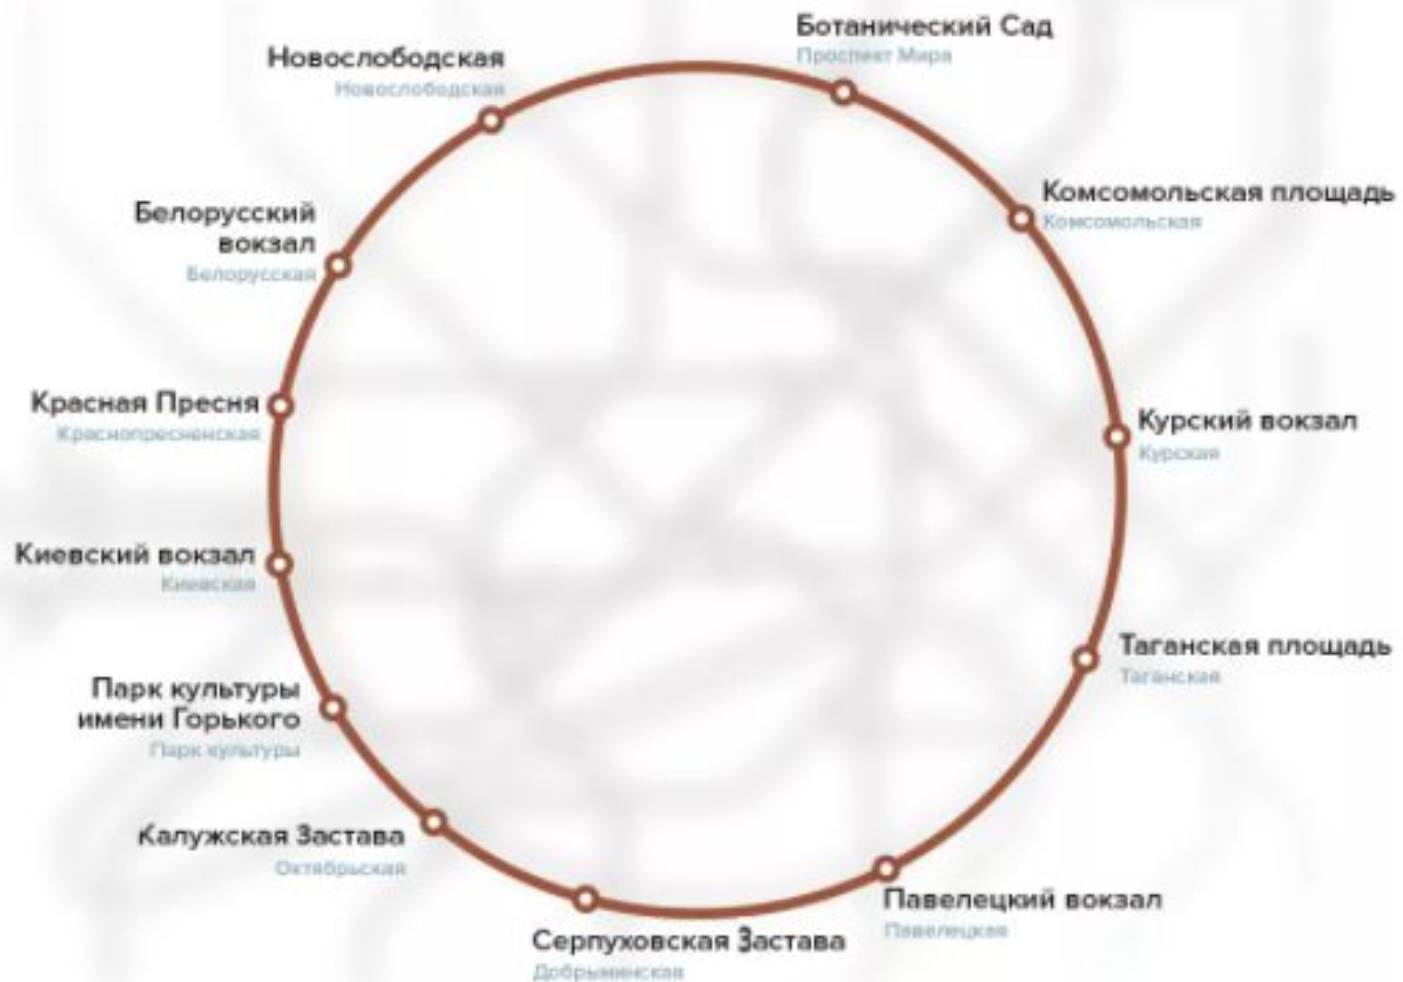 Ботанический Сад
Проспект Мира
Новослободская
Новослободская
Комсомольская площадь
Комсомольская
Белорусский
вокзал
Белорусская
Красная Пресня
Краснопресненская
Курский вокзал
Курская
Киевский вокзал
Киевская
Таганская площадь
Таганская
Парк культуры
имени Горького
Парк культуры
Калужская Застава
Октябрьская
Павелецкий вокзал
Павелецкая
Серпуховская Застава
Добрынинская